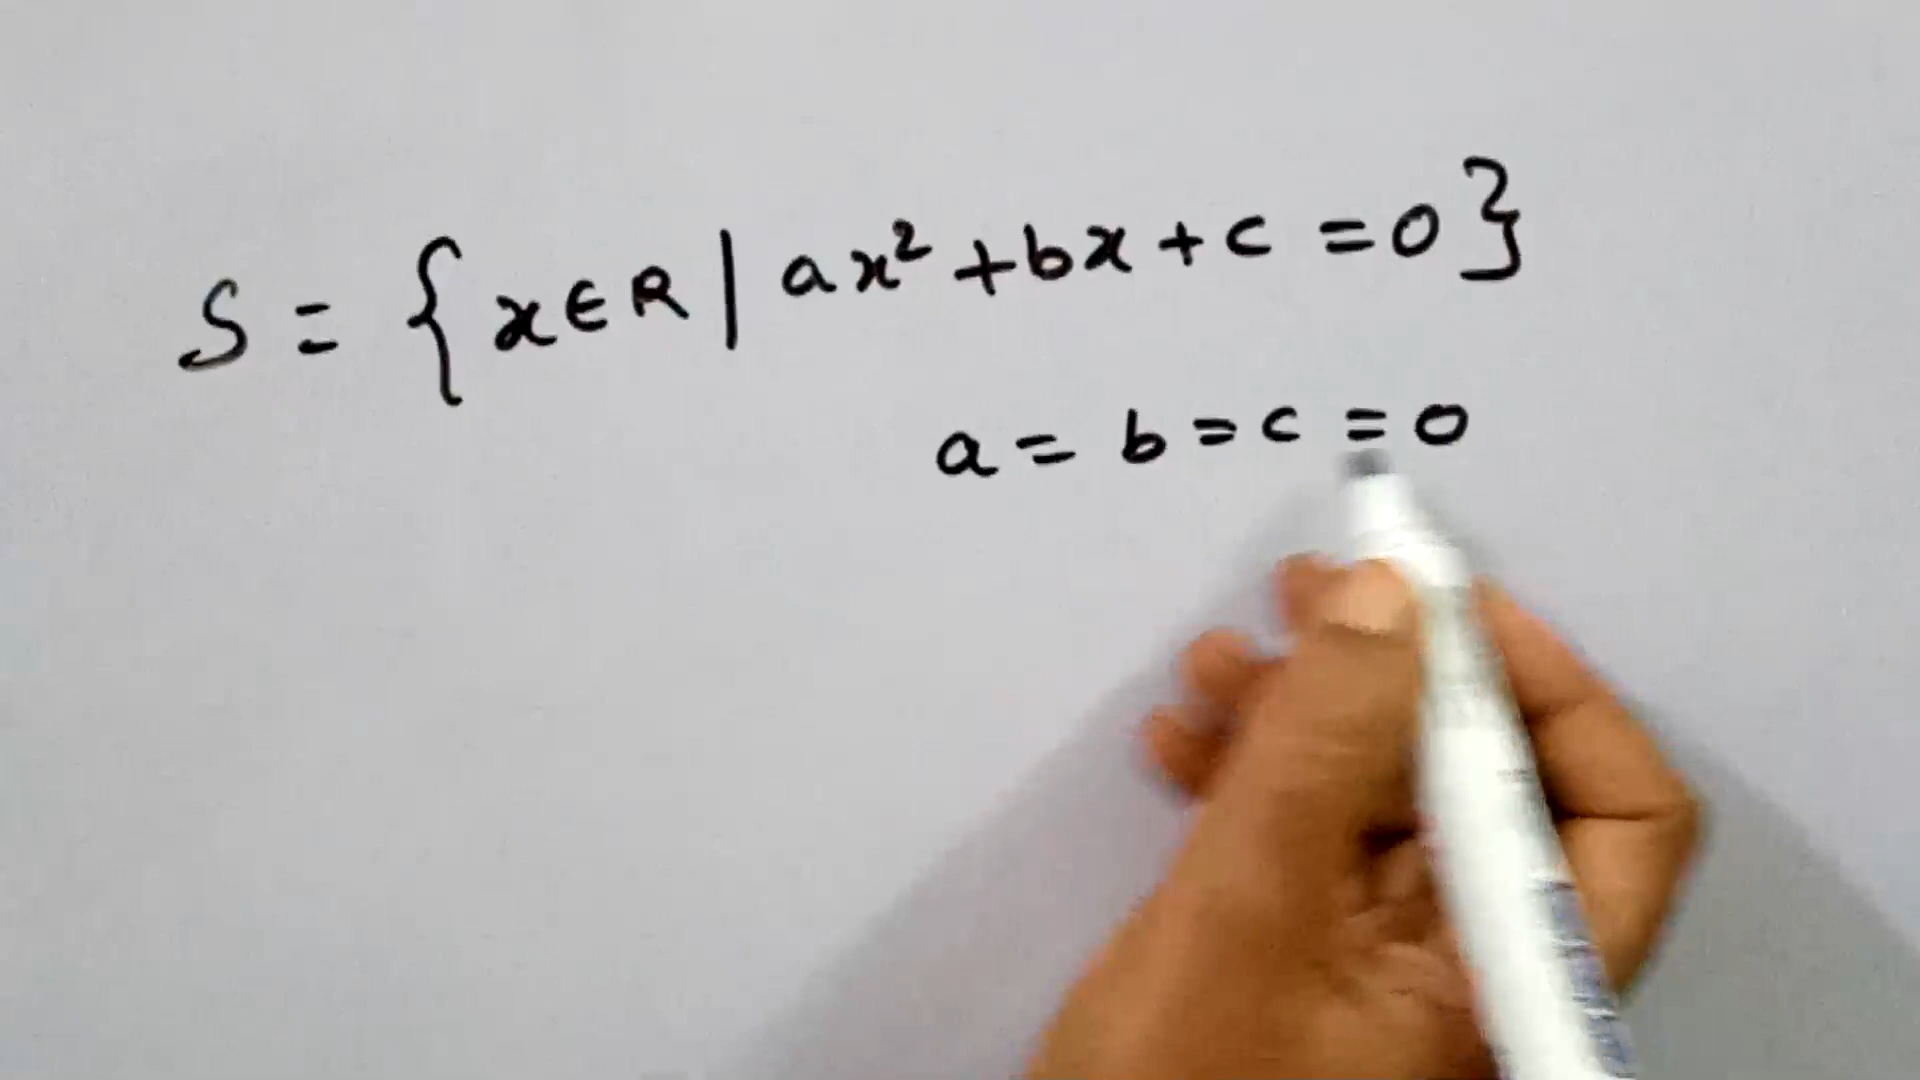 S = {x∈R | ax² + bx + c = 0}
a = b = c = 0